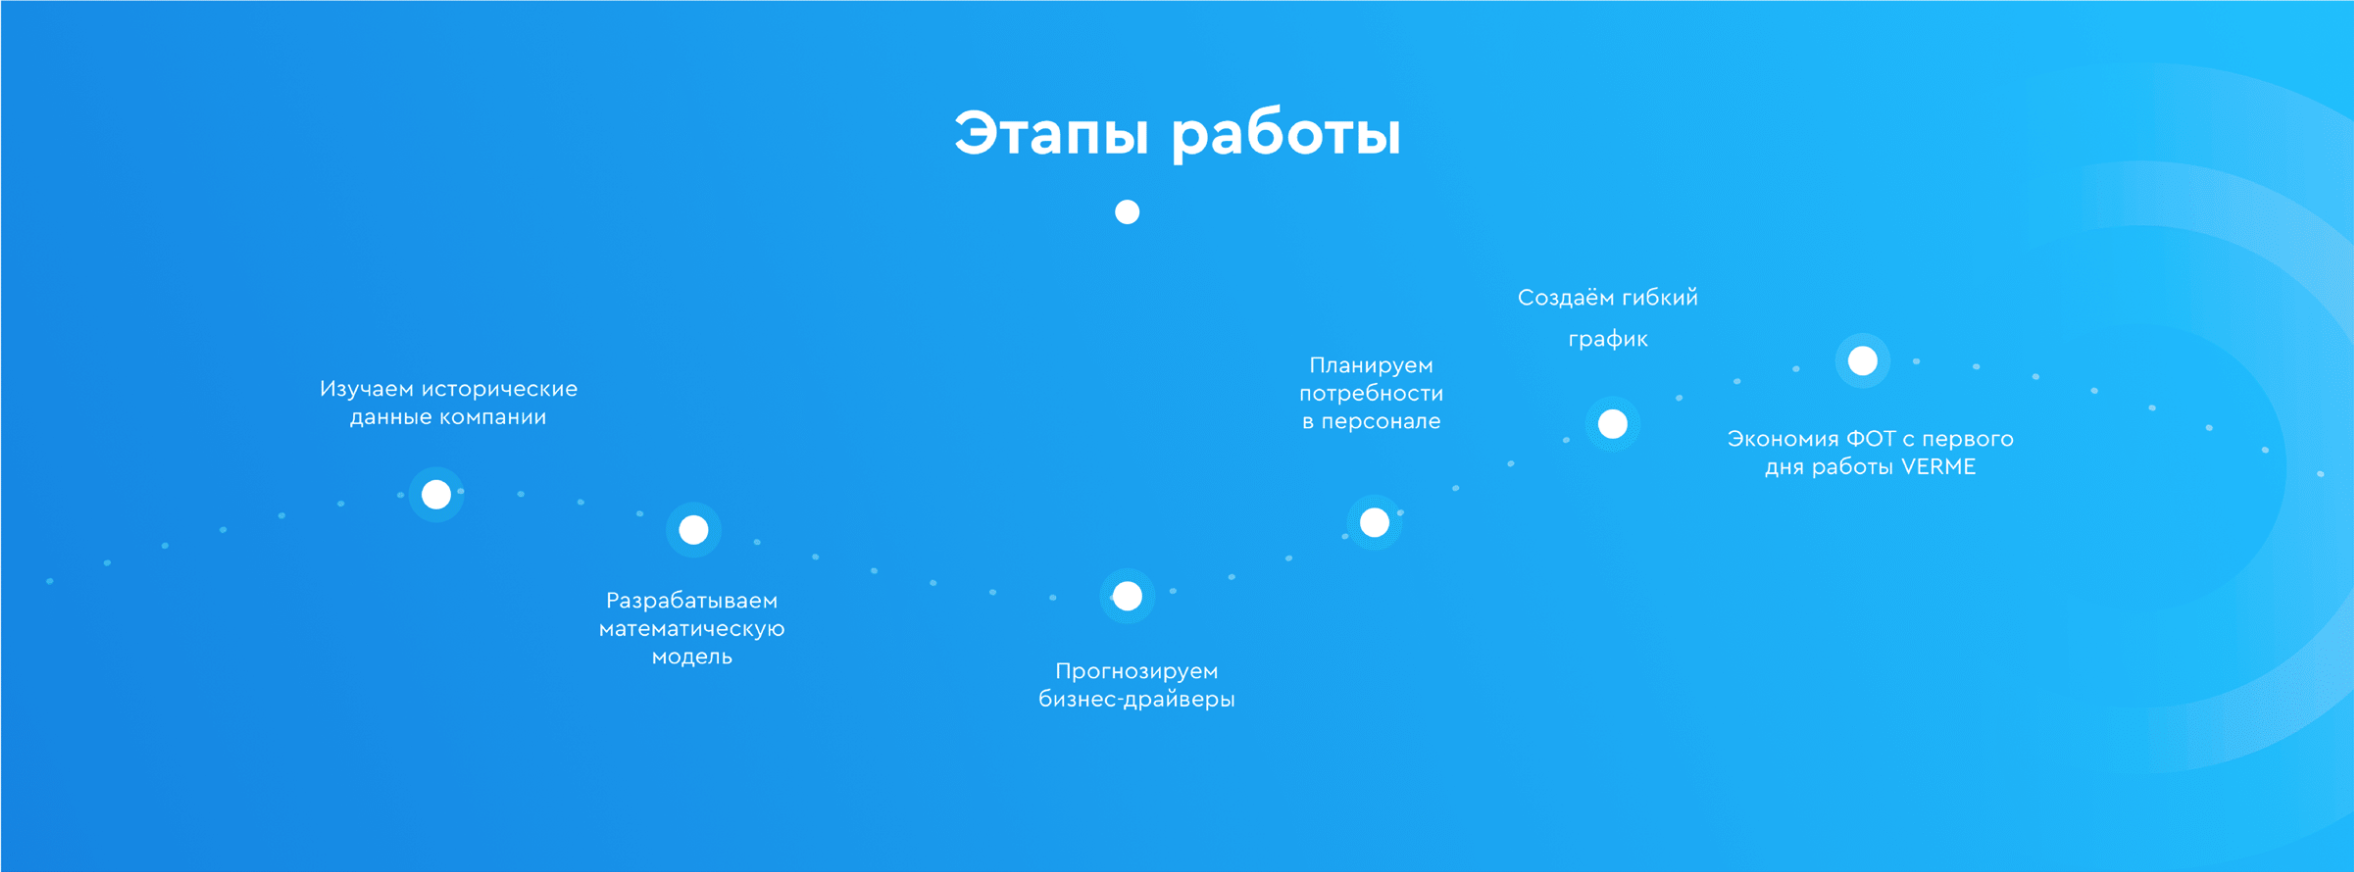 Этапы работы
Изучаем исторические
данные компании
Разрабатываем
математическую
модель
Прогнозируем
бизнес-драйверы
Планируем
потребности
в персонале
Создаём гибкий
график
Экономия ФОТ с первого
дня работы VERME